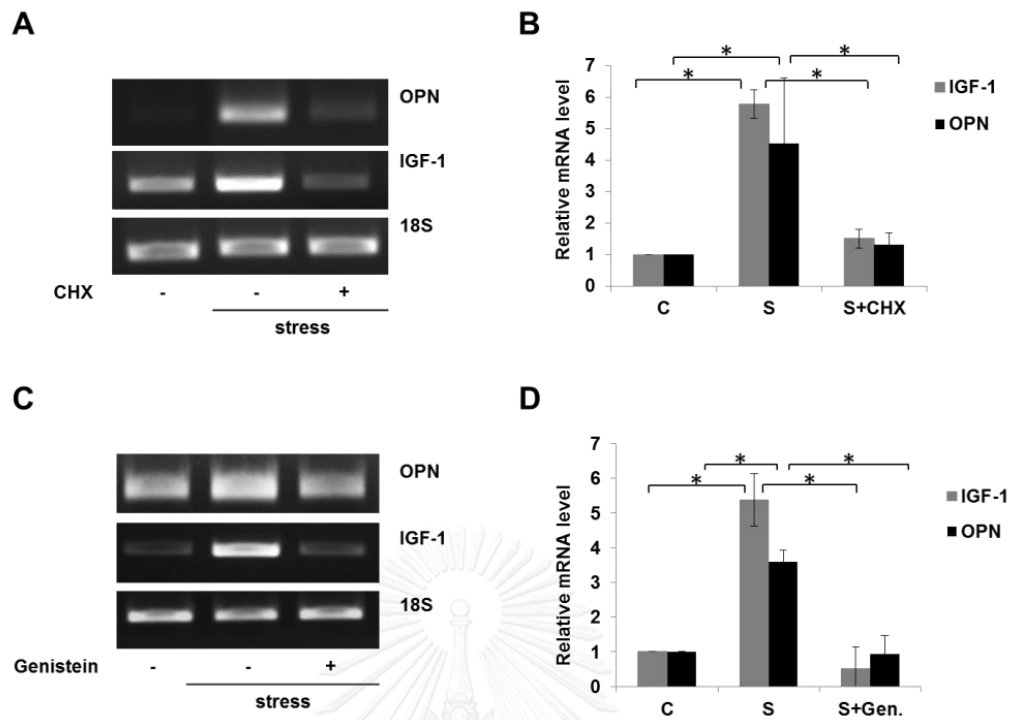 A
OPN
IGF-1
18S
CHX - - +
stress
B
* *
* *
Relative mRNA level
7
6
5
4
3
2
1
0
C S S+CHX
IGF-1
OPN
C
OPN
IGF-1
18S
Genistein - - +
stress
D
* *
* *
Relative mRNA level
7
6
5
4
3
2
1
0
C S S+Gen.
IGF-1
OPN